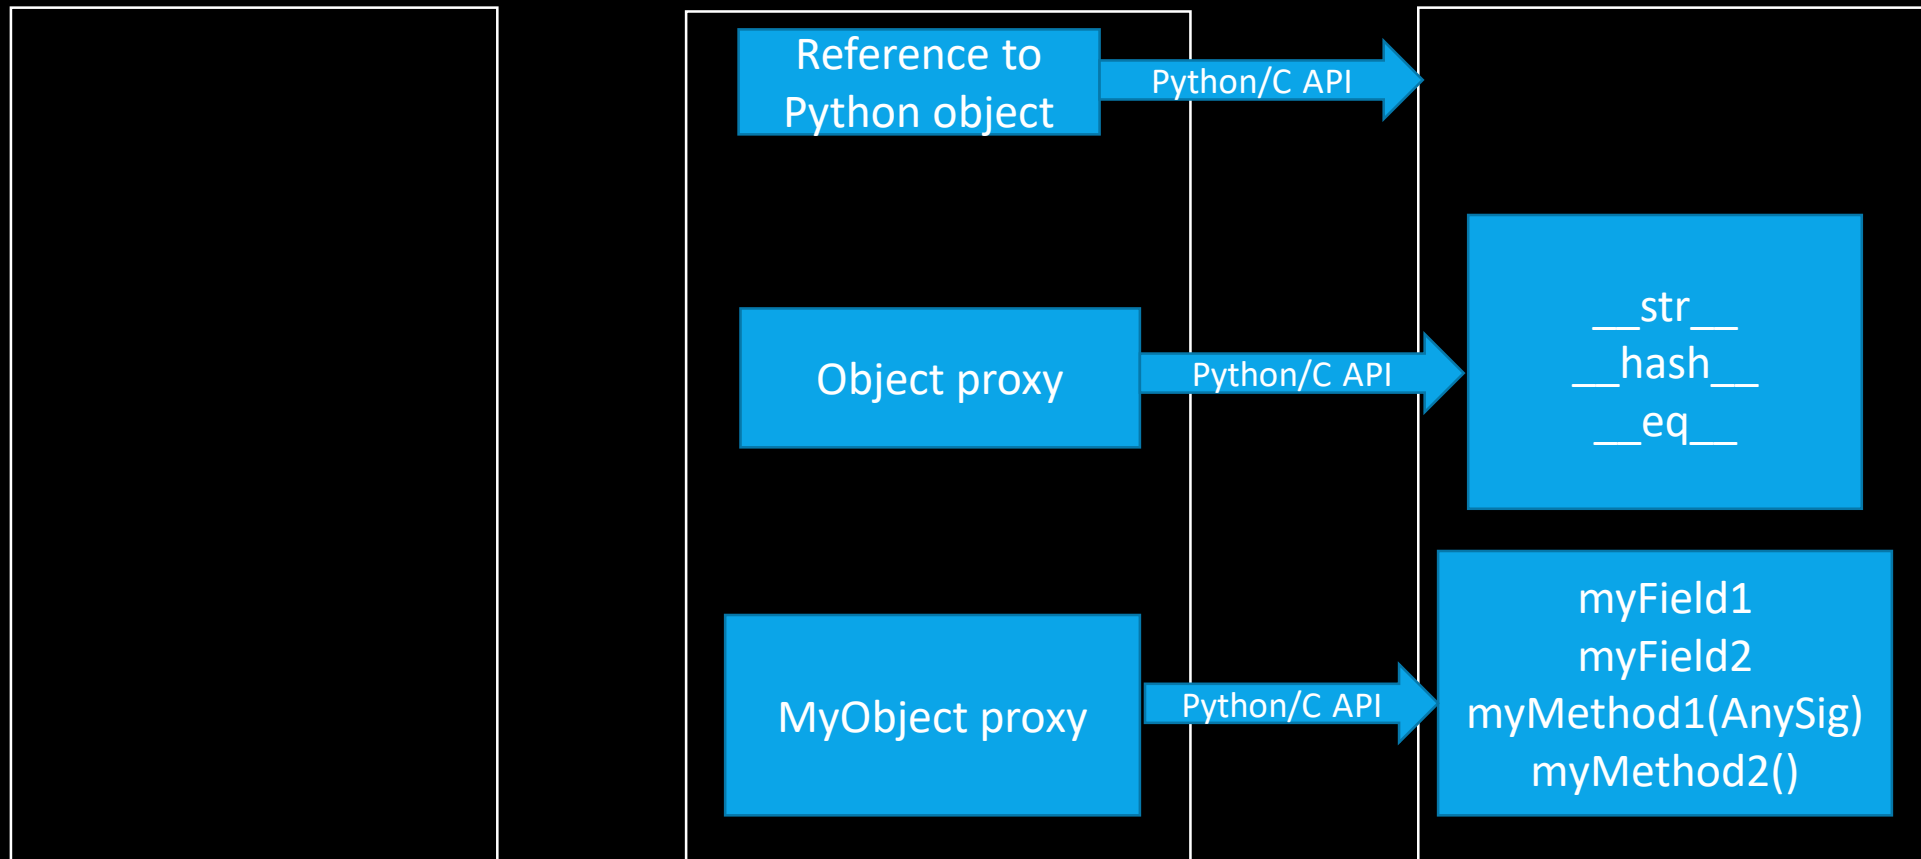 Reference to
Python object
Python/C API
Object proxy
Python/C API
__str__
__hash__
__eq__
MyObject proxy
Python/C API
myField1
myField2
myMethod1(AnySig)
myMethod2()